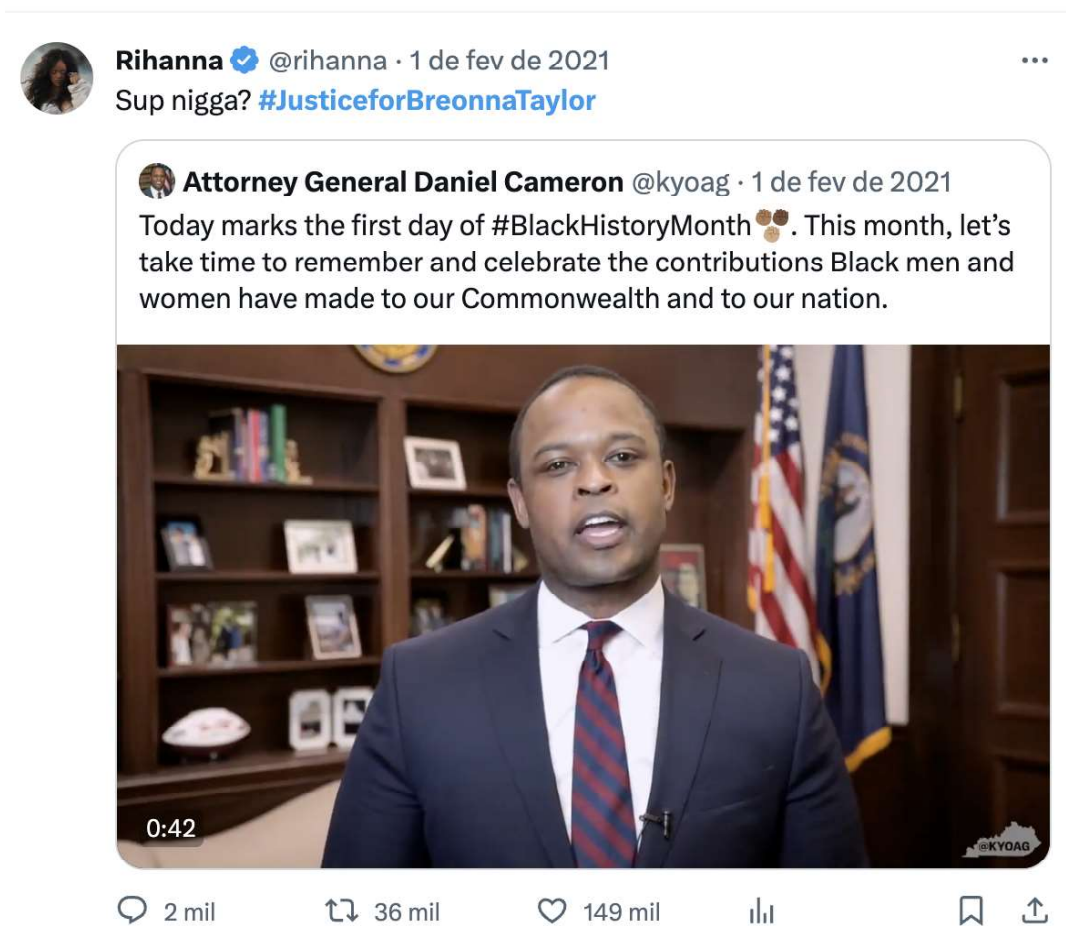 Rihanna @rihanna · 1 de fev de 2021
Sup nigga? #JusticeforBreonnaTaylor
Attorney General Daniel Cameron @kyoag · 1 de fev de 2021
Today marks the first day of #BlackHistoryMonth✊🏽✊🏿✊🏼. This month, let's
take time to remember and celebrate the contributions Black men and
women have made to our Commonwealth and to our nation.
0:42
@KYOAG
2 mil 36 mil 149 mil